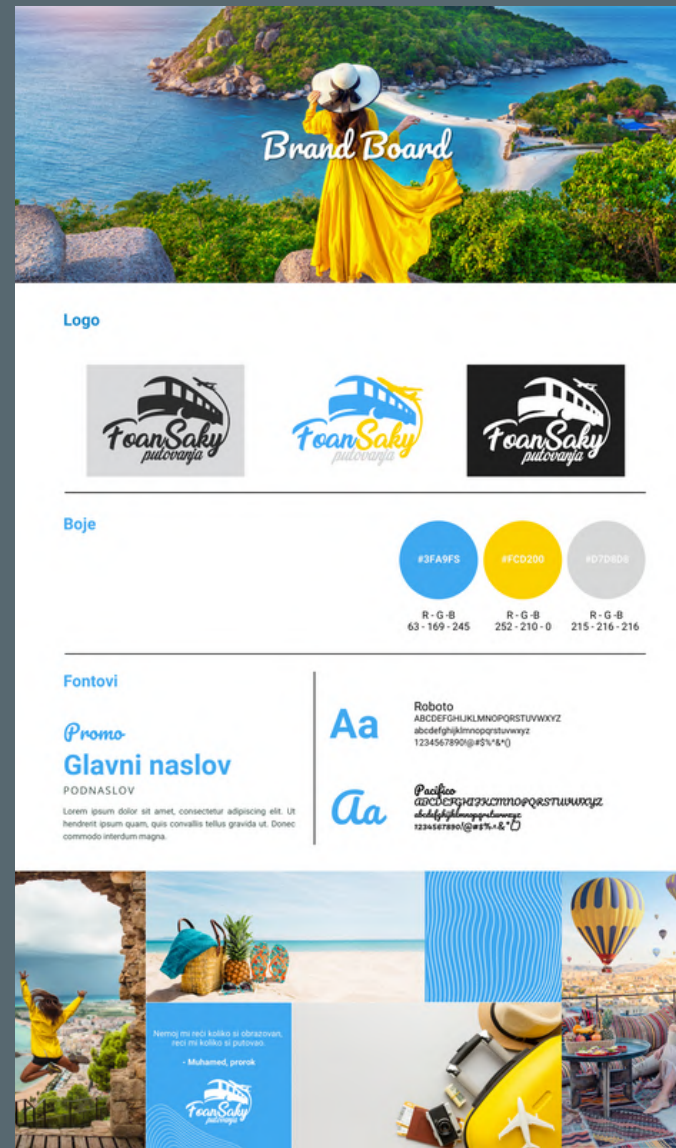 Brand Board
Logo
FoanSaky
putovanja
FoanSaky
putovanja
FoanSaky
putovanja
Boje
#3FA9FS
#FCD200
#D7D8D8
R - G -B
63 - 169 - 245
R - G -B
252 - 210 - 0
R - G -B
215 - 216 - 216
Fontovi
Promo
Glavni naslov
PODNASLOV
Lorem ipsum dolor sit amet, consectetur adipiscing elit. Ut
hendrerit ipsum quam, quis convallis tellus gravida ut. Donec
commodo interdum magna.
Aa
Roboto
ABCDEFGHIJKLMNOPQRSTUVWXYZ
abcdefghijklmnopqrstuvwxyz
1234567890!@#$%^&*()
Aa
Pacifico
ABCDEFGHIJKLMNOPQRSTUVWXYZ
abcdefghijklmnopqrstuvwxyz
Nemoj mi reći koliko si obrazovan,
reci mi koliko si putovao.
- Muhamed, prorok
FoanSaky
putovanja